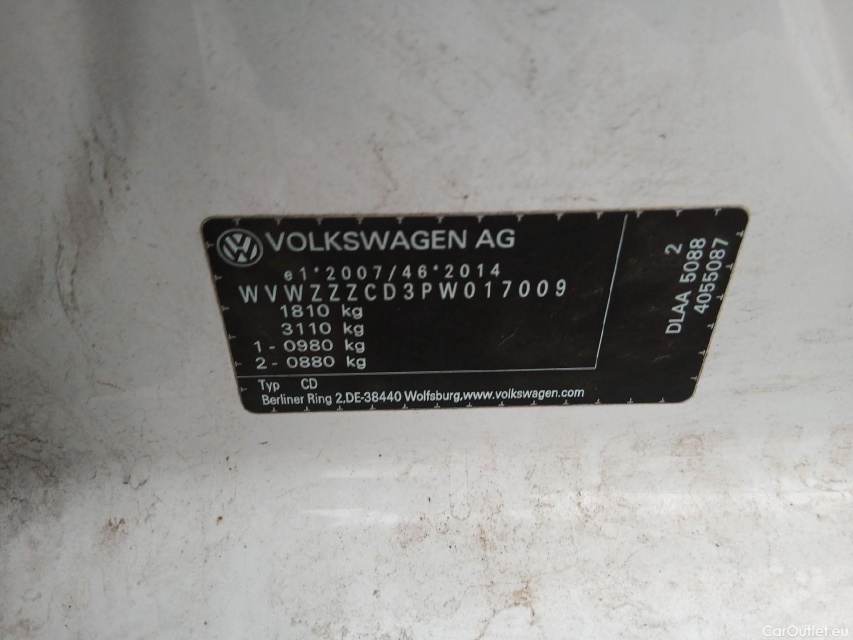 VOLKSWAGEN AG
e1*2007/46*2014
WVWZZZCD3PW017009
1810 kg
3110 kg
1 - 0980 kg
2 - 0880 kg
Typ CD
Berliner Ring 2,DE-38440 Wolfsburg,www.volkswagen.com
2
DLAA 5088
4055087
CarOutlet.eu